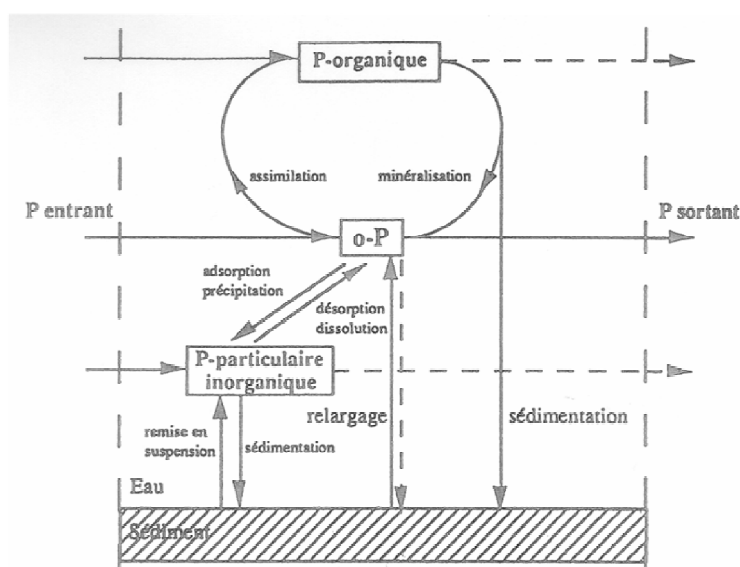 P-organique
assimilation
minéralisation
P entrant
P sortant
o-P
adsorption
précipitation
désorption
dissolution
P-particulaire
inorganique
remise en
suspension
sédimentation
relargage
sédimentation
Eau
Sédiment